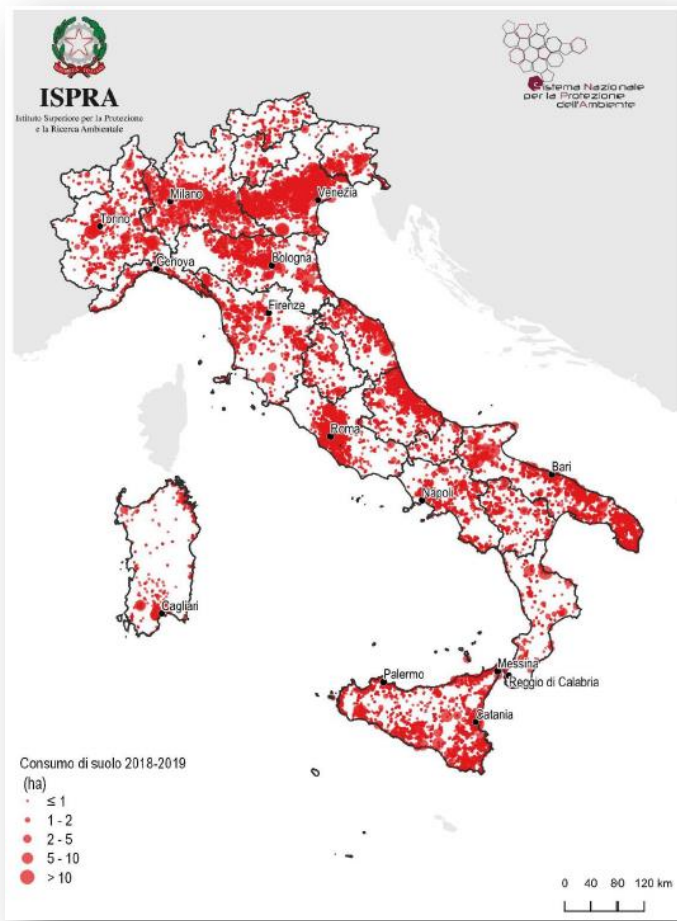 ISPRA
Istituto Superiore per la Protezione
e la Ricerca Ambientale
Sistema Nazionale
per la Protezione
dell'Ambiente
Milano
Venezia
Torino
Genova
Bologna
Firenze
Roma
Bari
Napoli
Cagliari
Messina
Palermo
Reggio di Calabria
Catania
Consumo di suolo 2018-2019
(ha)
≤ 1
1 - 2
2 - 5
5 - 10
> 10
0 40 80 120 km